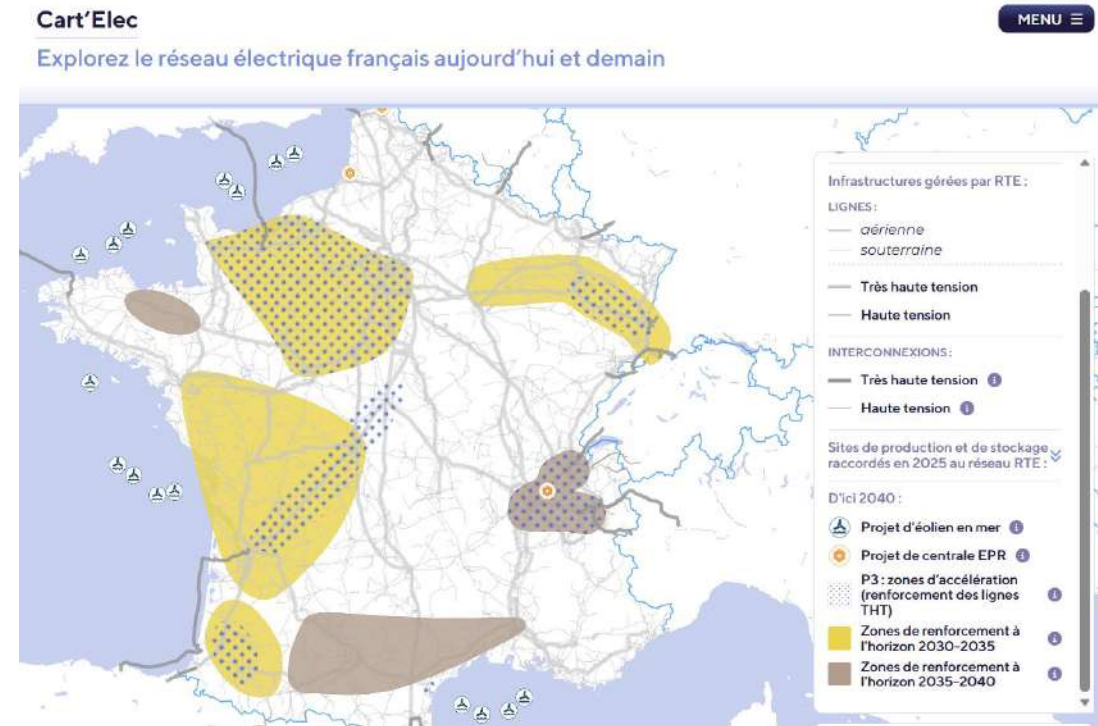 Cart'Elec
MENU
Explorez le réseau électrique français aujourd'hui et demain
Infrastructures gérées par RTE :
LIGNES :
aérienne
souterraine
Très haute tension
Haute tension
INTERCONNEXIONS :
Très haute tension
Haute tension
Sites de production et de stockage
raccordés en 2025 au réseau RTE :
D'ici 2040 :
Projet d'éolien en mer
Projet de centrale EPR
P3 : zones d'accélération
(renforcement des lignes
THT)
Zones de renforcement à
l'horizon 2030-2035
Zones de renforcement à
l'horizon 2035-2040